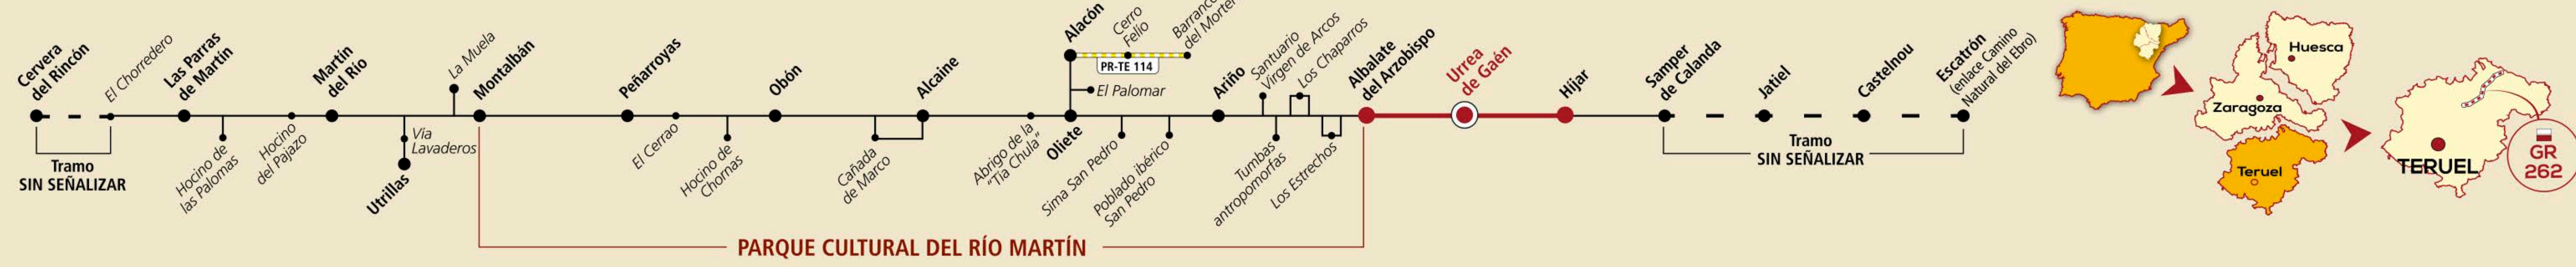 Cervera
del Rincón
El Chorredero
Las Parras
de Martín
Hocino de
las Palomas
Hocino
del Pajazo
Martín
del Río
Vía
Lavaderos
Utrillas
La Muela
Montalbán
Peñarroyas
El Cerrao
Hocino de
Chornas
Obón
Cañada
de Marco
Alcaine
Abrigo de la
"Tía Chula"
Oliete
Alacón
Cerro
Felio
Barranco
del Mortero
PR-TE 114
El Palomar
Sima San Pedro
Poblado ibérico
San Pedro
Ariño
Santuario
Virgen de Arcos
Tumbas
antropomorfas
Los Chaparros
Los Estrechos
Albalate
del Arzobispo
Urrea
de Gaén
Híjar
Samper
de Calanda
Jatiel
Castelnou
Escatrón
(enlace Camino
Natural del Ebro)
Tramo
SIN SEÑALIZAR
Tramo
SIN SEÑALIZAR
PARQUE CULTURAL DEL RÍO MARTÍN
Huesca
Zaragoza
Teruel
TERUEL
GR
262